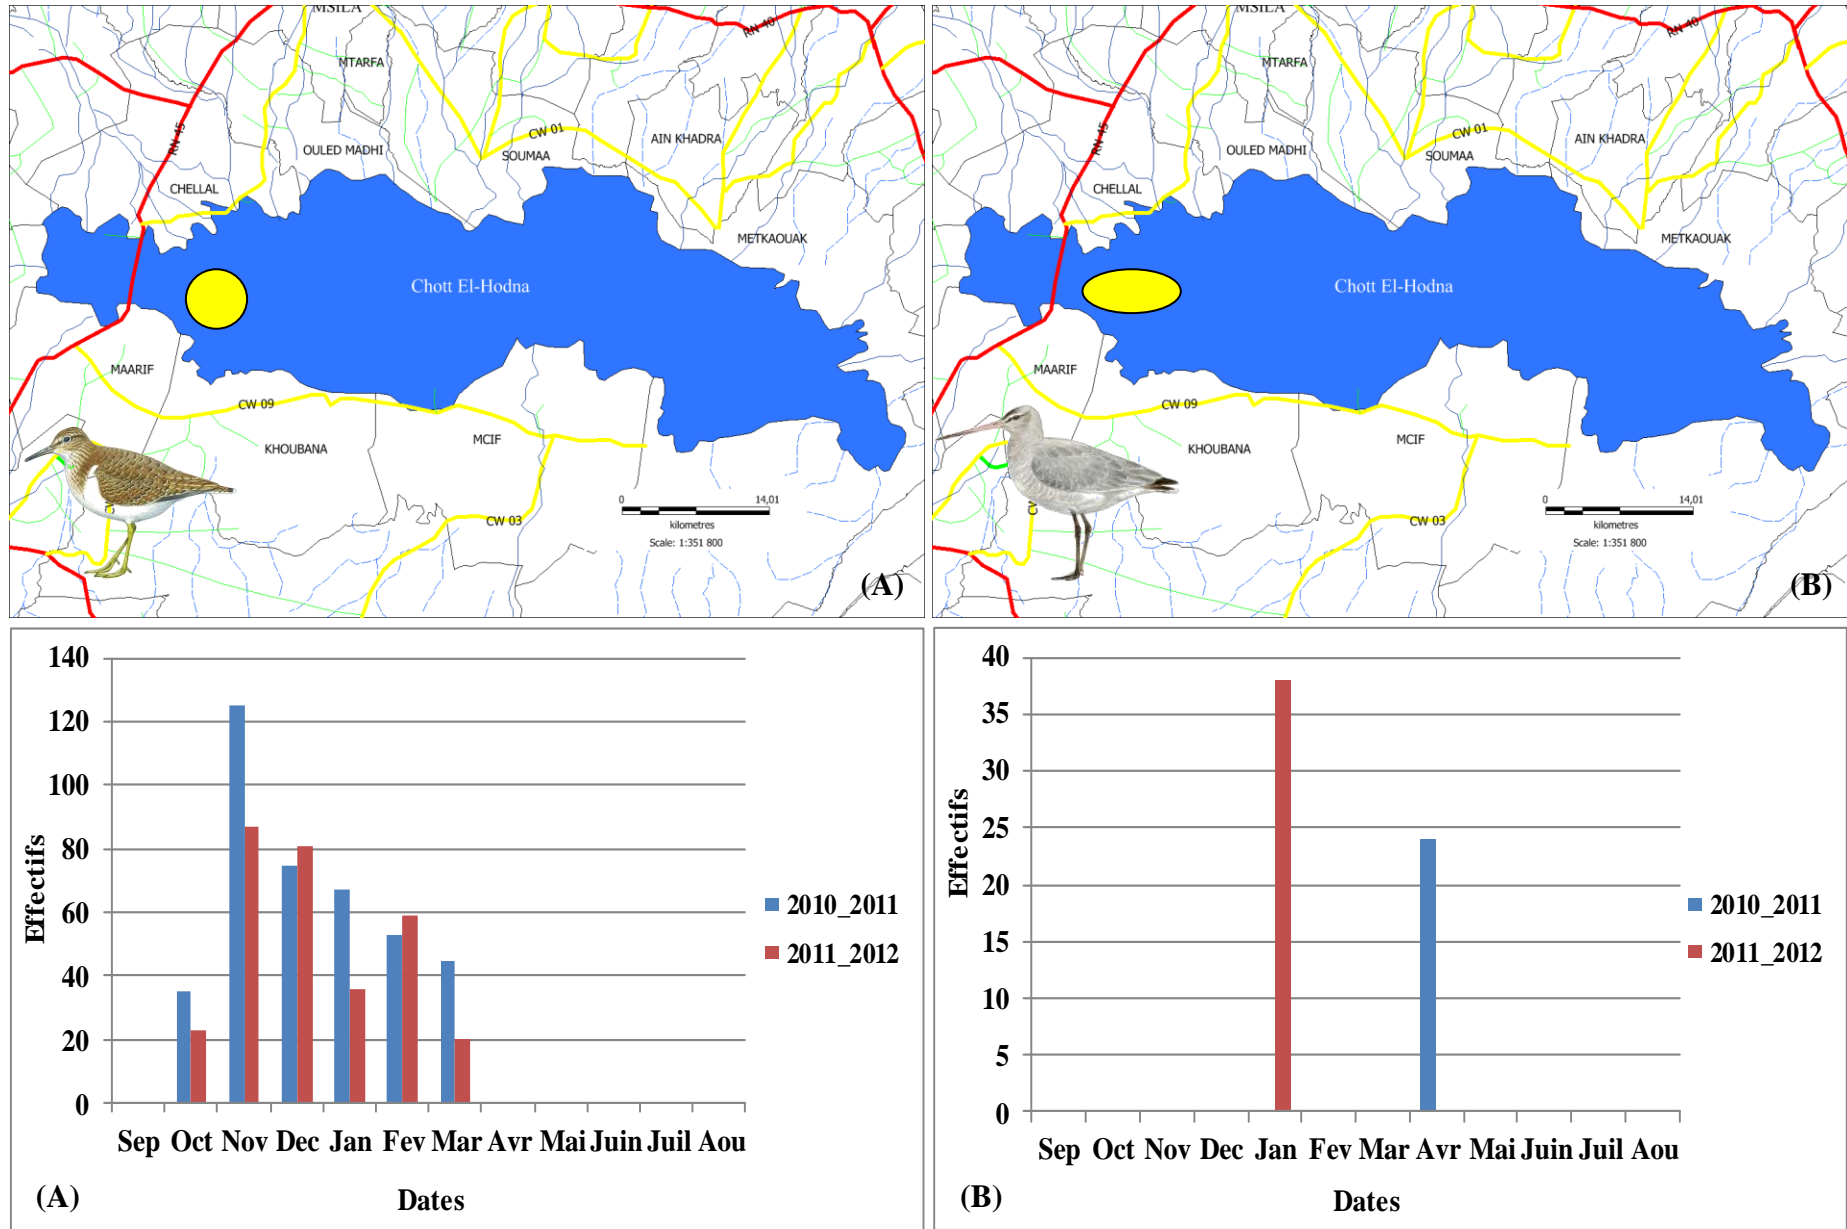 MSILA
RN 40
MTARFA
RN 45
CW 01
AIN KHADRA
OULED MADHI
SOUMAA
CHELLAL
METKAOUAK
Chott El-Hodna
MAARIF
CW 09
MCIF
KHOUBANA
0 14,01
kilometres
Scale: 1:351 800
CW 03
(A)
MSILA
RN 40
MTARFA
RN 45
CW 01
AIN KHADRA
OULED MADHI
SOUMAA
CHELLAL
METKAOUAK
Chott El-Hodna
MAARIF
CW 09
MCIF
KHOUBANA
0 14,01
kilometres
Scale: 1:351 800
CW 03
(B)
140
120
100
80
60
40
20
0
Effectifs
2010_2011
2011_2012
Sep Oct Nov Dec Jan Fev Mar Avr Mai Juin Juil Aou
Dates
(A)
40
35
30
25
20
15
10
5
0
Effectifs
2010_2011
2011_2012
Sep Oct Nov Dec Jan Fev Mar Avr Mai Juin Juil Aou
Dates
(B)